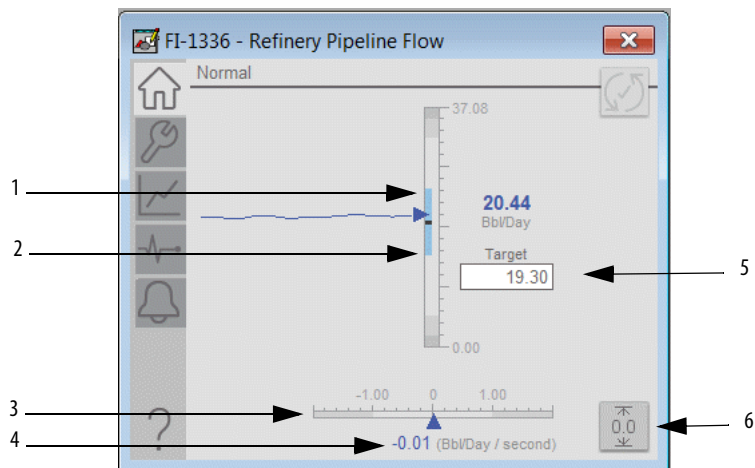 FI-1336 - Refinery Pipeline Flow
Normal
37.08
1
20.44
Bbl/Day
2
Target
19.30
5
0.00
-1.00 0 1.00
3
?
4
-0.01 (Bbl/Day / second)
0.0
6